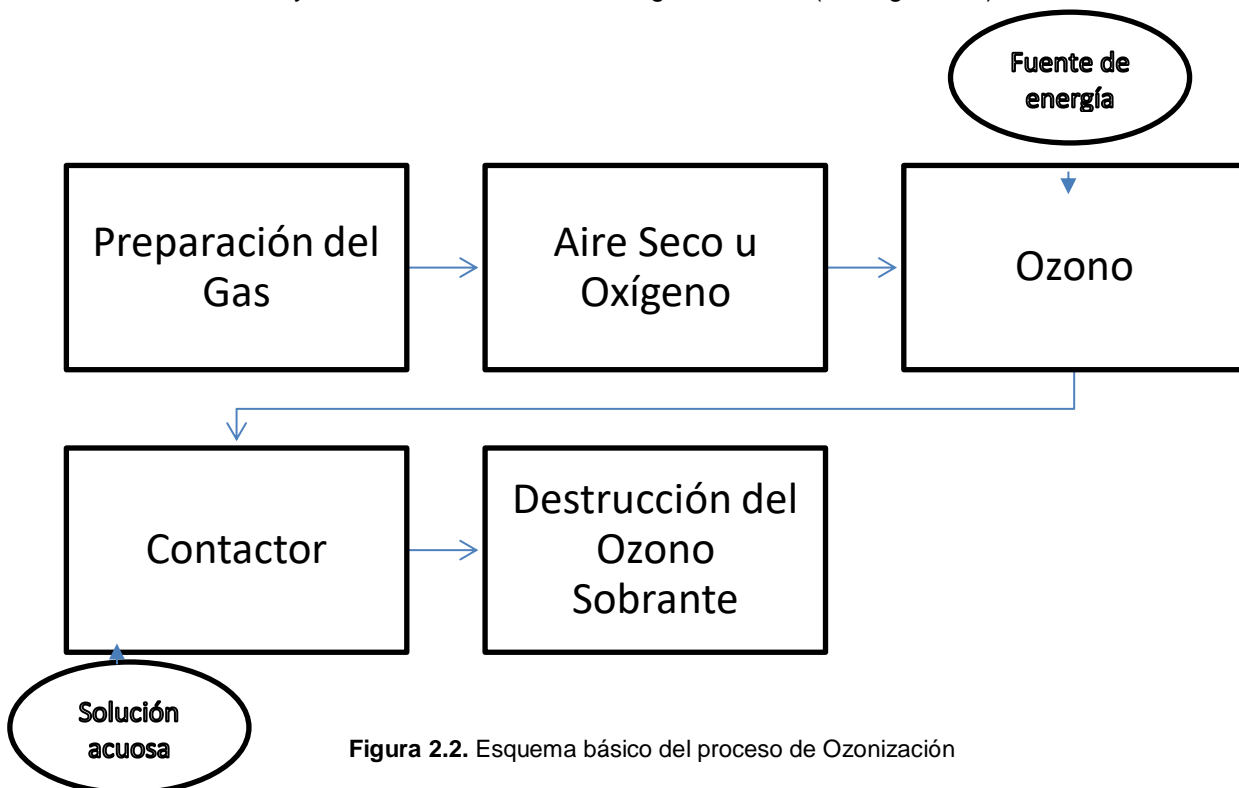 Fuente de
energía
Preparación del
Gas
Aire Seco u
Oxígeno
Ozono
Contactor
Destrucción del
Ozono
Sobrante
Solución
acuosa
Figura 2.2. Esquema básico del proceso de Ozonización